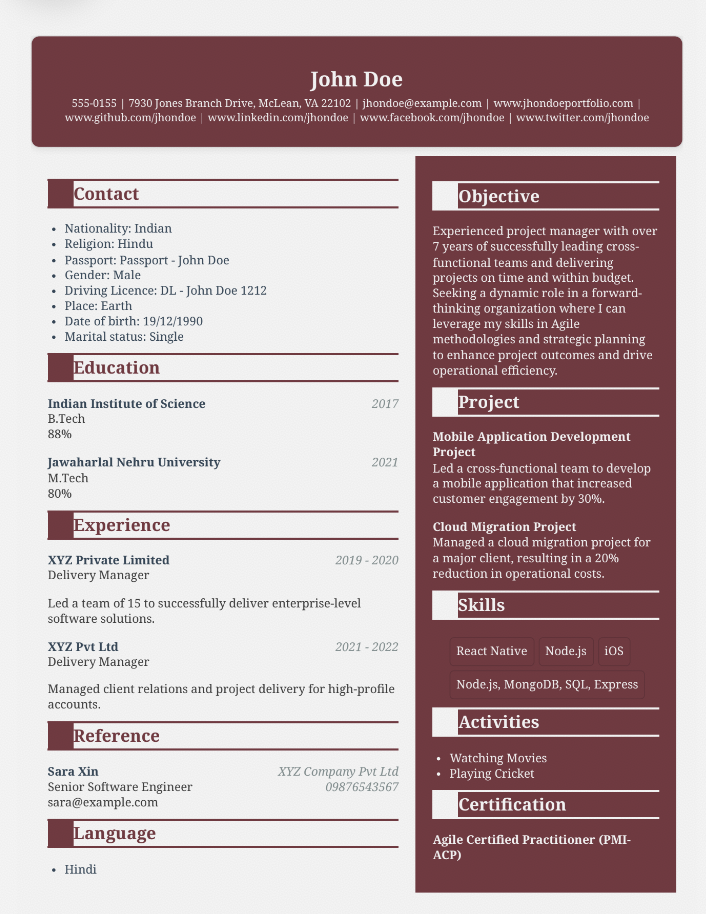 John Doe
555-0155 | 7930 Jones Branch Drive, McLean, VA 22102 | jhondoe@example.com | www.jhondoeportfolio.com |
www.github.com/jhondoe | www.linkedin.com/jhondoe | www.facebook.com/jhondoe | www.twitter.com/jhondoe
Contact
• Nationality: Indian
• Religion: Hindu
• Passport: Passport - John Doe
• Gender: Male
• Driving Licence: DL - John Doe 1212
• Place: Earth
• Date of birth: 19/12/1990
• Marital status: Single
Education
Indian Institute of Science 2017
B.Tech
88%
Jawaharlal Nehru University 2021
M.Tech
80%
Experience
XYZ Private Limited 2019 - 2020
Delivery Manager
Led a team of 15 to successfully deliver enterprise-level
software solutions.
XYZ Pvt Ltd 2021 - 2022
Delivery Manager
Managed client relations and project delivery for high-profile
accounts.
Reference
Sara Xin XYZ Company Pvt Ltd
Senior Software Engineer 09876543567
sara@example.com
Language
• Hindi
Objective
Experienced project manager with over
7 years of successfully leading cross-
functional teams and delivering
projects on time and within budget.
Seeking a dynamic role in a forward-
thinking organization where I can
leverage my skills in Agile
methodologies and strategic planning
to enhance project outcomes and drive
operational efficiency.
Project
Mobile Application Development
Project
Led a cross-functional team to develop
a mobile application that increased
customer engagement by 30%.
Cloud Migration Project
Managed a cloud migration project for
a major client, resulting in a 20%
reduction in operational costs.
Skills
React Native Node.js iOS
Node.js, MongoDB, SQL, Express
Activities
• Watching Movies
• Playing Cricket
Certification
Agile Certified Practitioner (PMI-
ACP)